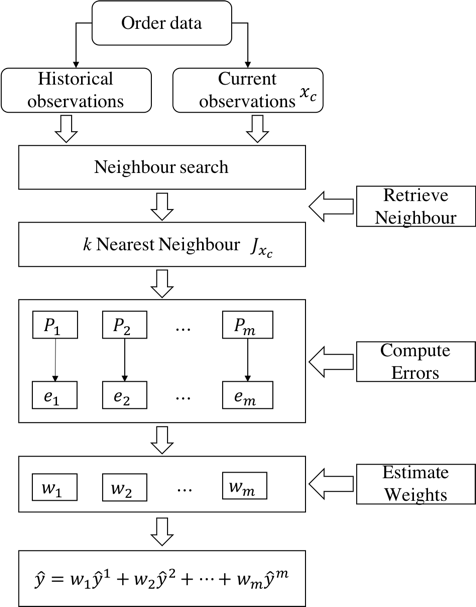 Order data
Historical
observations
Current
observations x_c
Neighbour search
Retrieve
Neighbour
k Nearest Neighbour J_{x_c}
P_1 P_2 ... P_m
Compute
Errors
e_1 e_2 ... e_m
Estimate
Weights
w_1 w_2 ... w_m
ŷ = w_1ŷ^1 + w_2ŷ^2 + ⋯ + w_mŷ^m